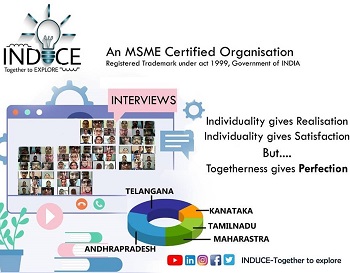 INDUCE
Together to EXPLORE
An MSME Certified Organisation
Registered Trademark under oct 1999, Government of INDIA
INTERVIEWS
Individuality gives Realisation
Individuality gives Satisfaction
But....
Togetherness gives Perfection
TELANGANA
KANATAKA
TAMILNADU
MAHARASTRA
ANDHRAPRADESH
INDUCE-Together to explore